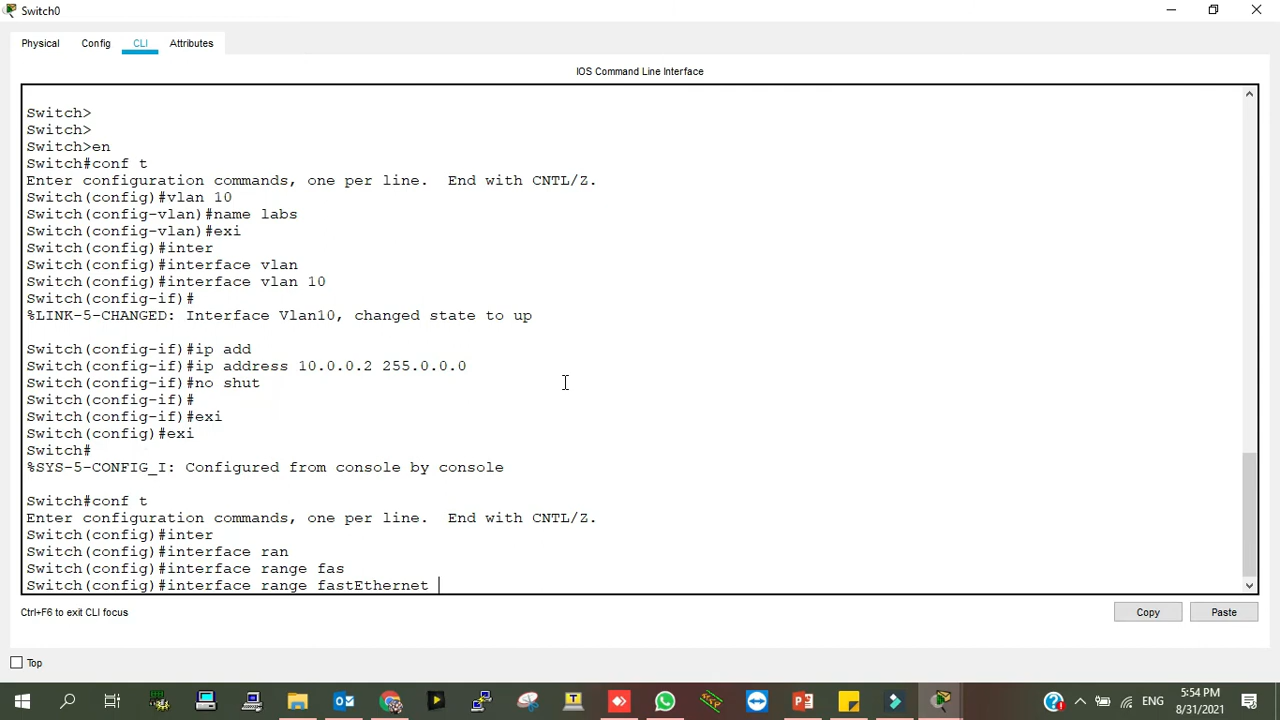 Switch0
Physical Config CLI Attributes
IOS Command Line Interface
Switch>
Switch>
Switch>en
Switch#conf t
Enter configuration commands, one per line.  End with CNTL/Z.
Switch(config)#vlan 10
Switch(config-vlan)#name labs
Switch(config-vlan)#exi
Switch(config)#inter
Switch(config)#interface vlan
Switch(config)#interface vlan 10
Switch(config-if)#
%LINK-5-CHANGED: Interface Vlan10, changed state to up
Switch(config-if)#ip add
Switch(config-if)#ip address 10.0.0.2 255.0.0.0
Switch(config-if)#no shut
Switch(config-if)#
Switch(config-if)#exi
Switch(config)#exi
Switch#
%SYS-5-CONFIG_I: Configured from console by console
Switch#conf t
Enter configuration commands, one per line.  End with CNTL/Z.
Switch(config)#inter
Switch(config)#interface ran
Switch(config)#interface range fas
Switch(config)#interface range fastEthernet
Ctrl+F6 to exit CLI focus
Copy Paste
Top
ENG
5:54 PM
8/31/2021